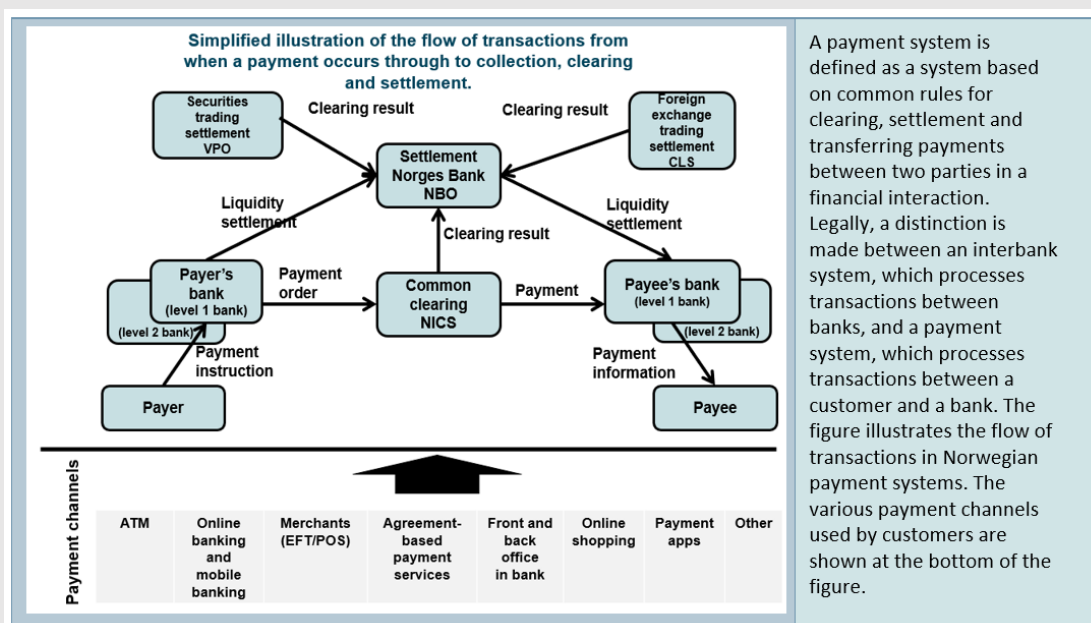 Simplified illustration of the flow of transactions from
when a payment occurs through to collection, clearing
and settlement.
Securities
trading
settlement
VPO
Clearing result
Clearing result
Foreign
exchange
trading
settlement
CLS
Settlement
Norges Bank
NBO
Liquidity
settlement
Liquidity
settlement
Clearing result
Payer's
bank
(level 1 bank)
(level 2 bank)
Payment
order
Common
clearing
NICS
Payment
Payee's bank
(level 1 bank)
(level 2 bank)
Payment
instruction
Payment
information
Payer
Payee
Payment channels
ATM
Online
banking
and
mobile
banking
Merchants
(EFT/POS)
Agreement-
based
payment
services
Front and
back
office
in bank
Online
shopping
Payment
apps
Other
A payment system is
defined as a system based
on common rules for
clearing, settlement and
transferring payments
between two parties in a
financial interaction.
Legally, a distinction is
made between an interbank
system, which processes
transactions between
banks, and a payment
system, which processes
transactions between a
customer and a bank. The
figure illustrates the flow of
transactions in Norwegian
payment systems. The
various payment channels
used by customers are
shown at the bottom of the
figure.